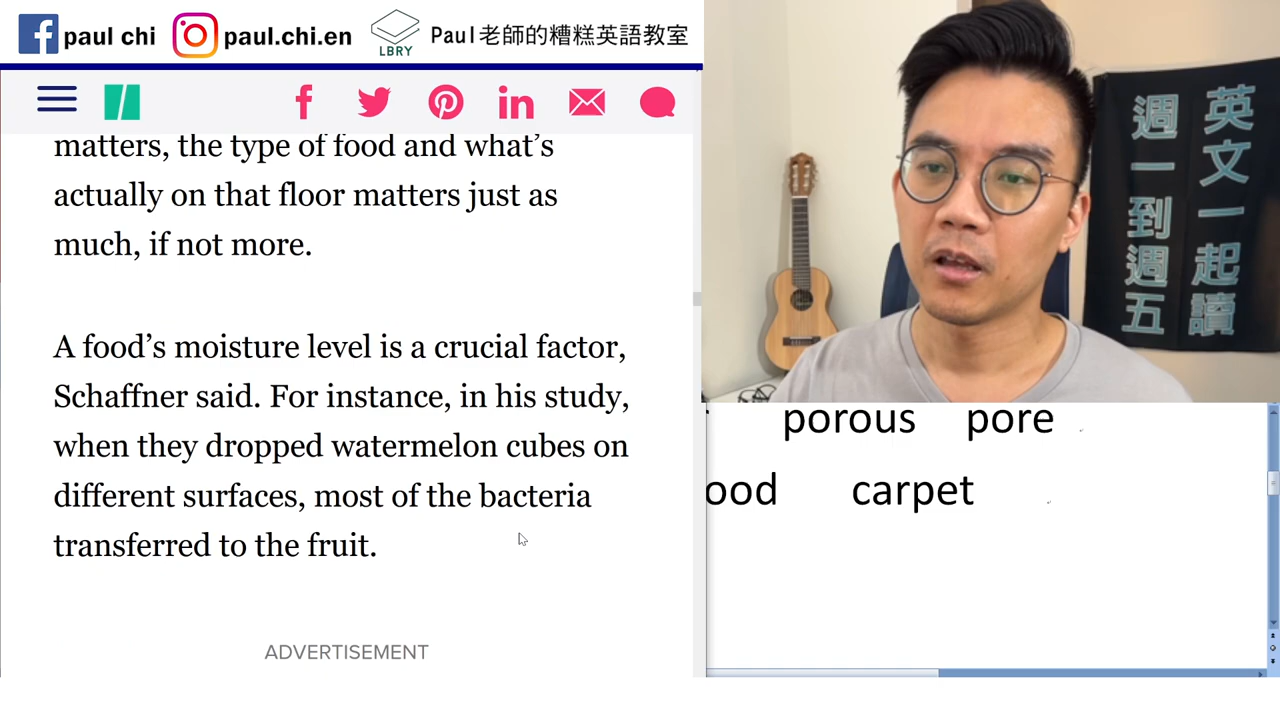 paul chi paul.chi.en LBRY Paul老師的糟糕英語教室
matters, the type of food and what's
actually on that floor matters just as
much, if not more.
A food's moisture level is a crucial factor,
Schaffner said. For instance, in his study,
when they dropped watermelon cubes on
different surfaces, most of the bacteria
transferred to the fruit.
ADVERTISEMENT
英文一起讀
週一到週五
porous pore
ood carpet